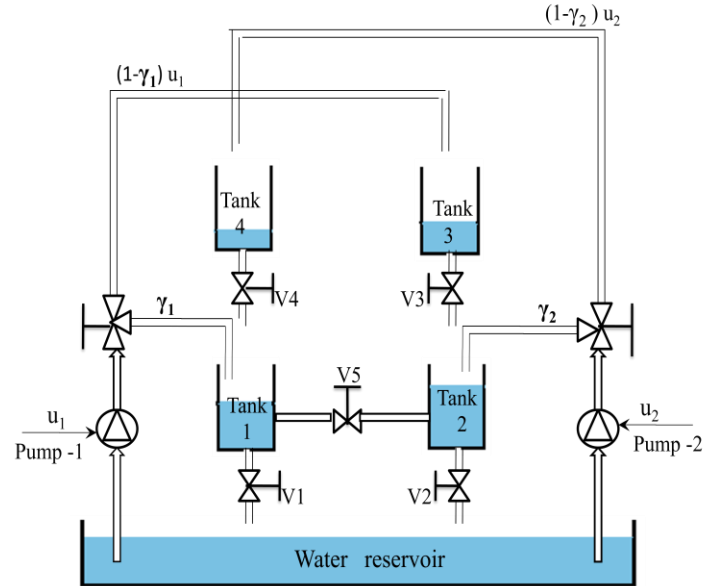 (1-γ₂) u₂
(1-γ₁) u₁
Tank
4
Tank
3
V4
V3
γ₁
γ₂
V5
Tank
1
Tank
2
u₁
Pump -1
u₂
Pump -2
V1
V2
Water reservoir